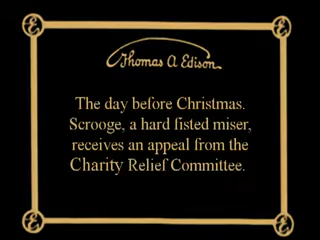 Thomas A Edison
The day before Christmas.
Scrooge, a hard fisted miser,
receives an appeal from the
Charity Relief Committee.